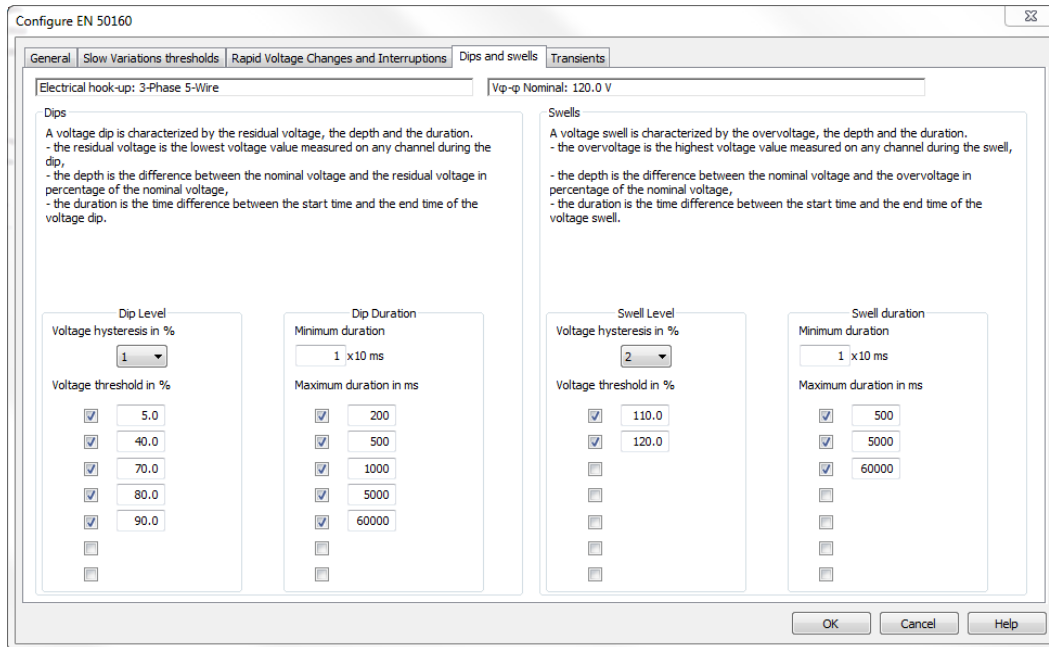 Configure EN 50160
General Slow Variations thresholds Rapid Voltage Changes and Interruptions Dips and swells Transients
Electrical hook-up: 3-Phase 5-Wire
Vφ-φ Nominal: 120.0 V
Dips
A voltage dip is characterized by the residual voltage, the depth and the duration.
- the residual voltage is the lowest voltage value measured on any channel during the
dip,
- the depth is the difference between the nominal voltage and the residual voltage in
percentage of the nominal voltage,
- the duration is the time difference between the start time and the end time of the
voltage dip.
Dip Level
Voltage hysteresis in %
1
Voltage threshold in %
5.0
40.0
70.0
80.0
90.0
Dip Duration
Minimum duration
1 x10 ms
Maximum duration in ms
200
500
1000
5000
60000
Swells
A voltage swell is characterized by the overvoltage, the depth and the duration.
- the overvoltage is the highest voltage value measured on any channel during the swell,
- the depth is the difference between the nominal voltage and the overvoltage in
percentage of the nominal voltage,
- the duration is the time difference between the start time and the end time of the
voltage swell.
Swell Level
Voltage hysteresis in %
2
Voltage threshold in %
110.0
120.0
Swell duration
Minimum duration
1 x10 ms
Maximum duration in ms
500
5000
60000
OK Cancel Help